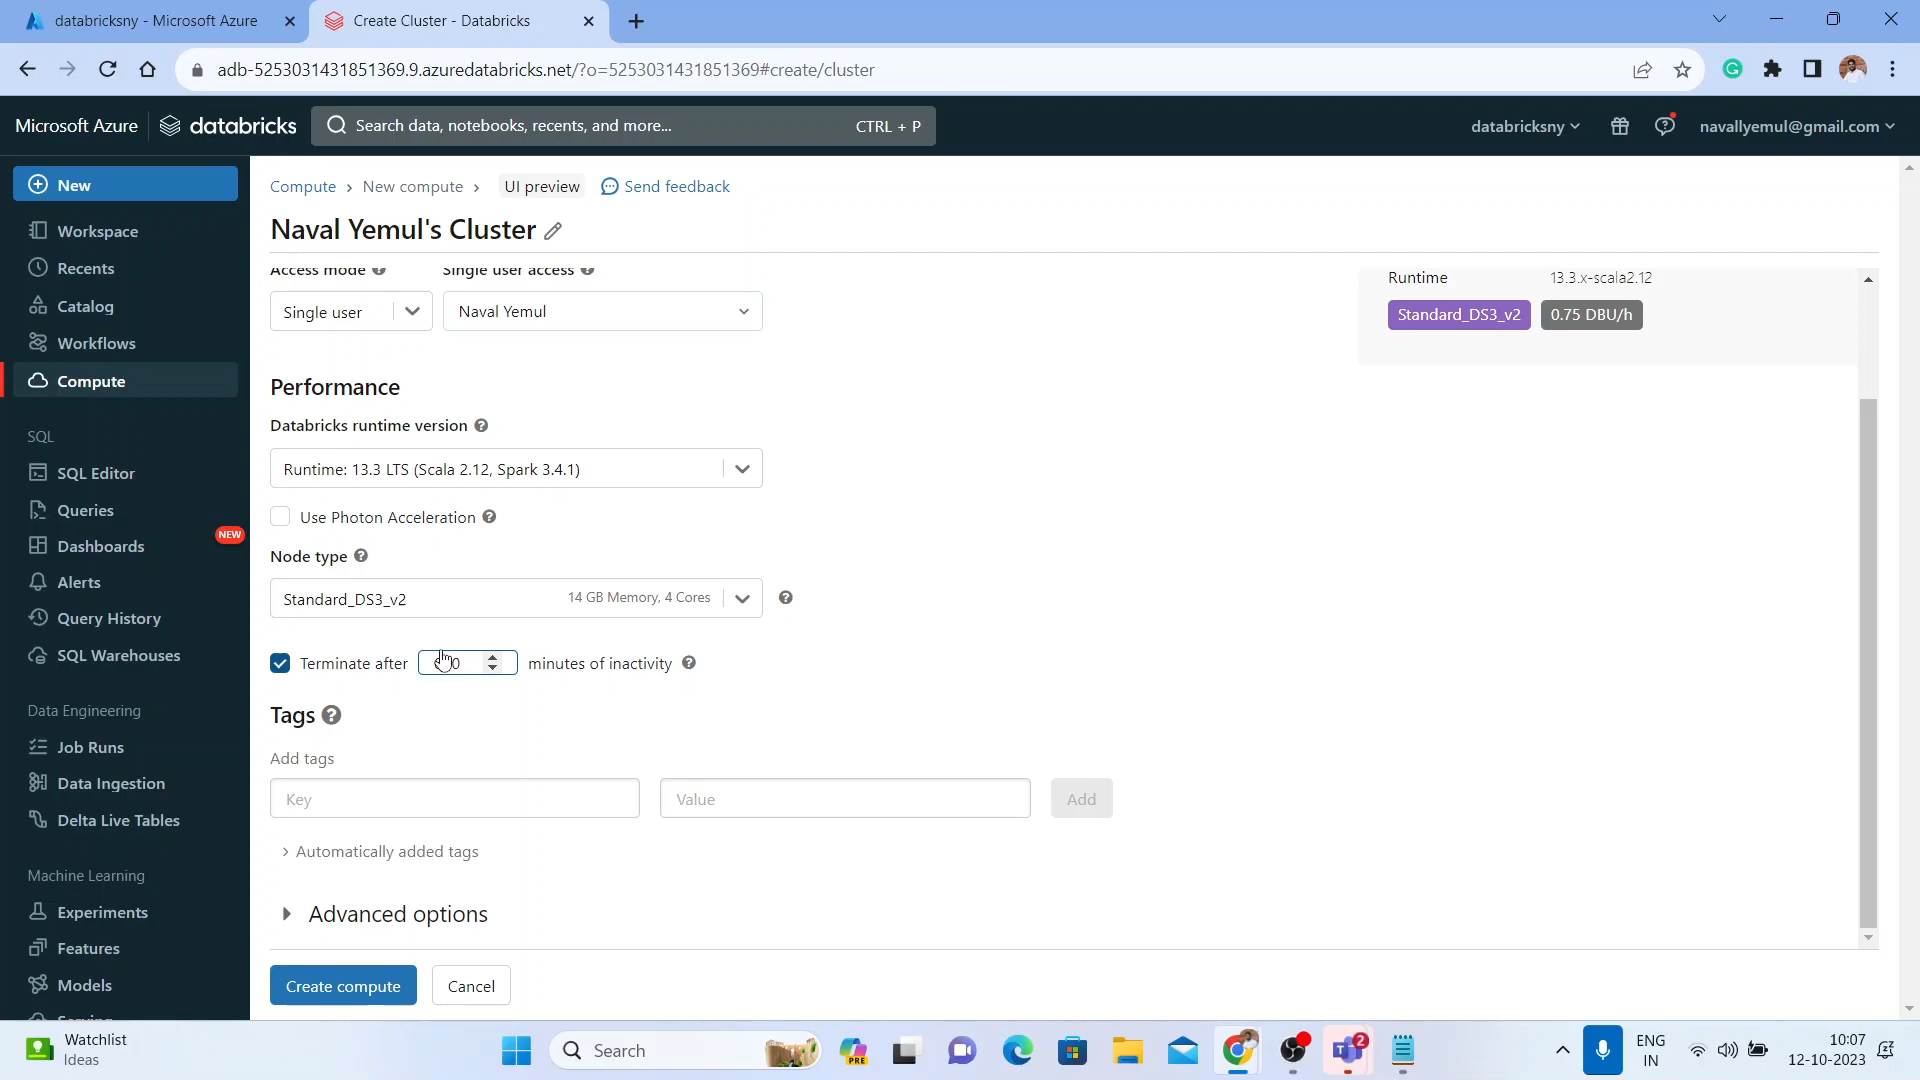 databricksny - Microsoft Azure
Create Cluster - Databricks
adb-5253031431851369.9.azuredatabricks.net/?o=5253031431851369#create/cluster
Microsoft Azure
databricks
Search data, notebooks, recents, and more...
CTRL + P
databricksny
navallyemul@gmail.com
New
Workspace
Recents
Catalog
Workflows
Compute
SQL
SQL Editor
Queries
Dashboards
NEW
Alerts
Query History
SQL Warehouses
Data Engineering
Job Runs
Data Ingestion
Delta Live Tables
Machine Learning
Experiments
Features
Models
Serving
Compute > New compute > UI preview Send feedback
Naval Yemul's Cluster
Access mode
Single user access
Single user
Naval Yemul
Performance
Databricks runtime version
Runtime: 13.3 LTS (Scala 2.12, Spark 3.4.1)
Use Photon Acceleration
Node type
Standard_DS3_v2
14 GB Memory, 4 Cores
Terminate after
minutes of inactivity
Tags
Add tags
Key
Value
Add
> Automatically added tags
Advanced options
Create compute
Cancel
Runtime
13.3.x-scala2.12
Standard_DS3_v2
0.75 DBU/h
Watchlist
Ideas
Search
PRE
2
ENG
IN
10:07
12-10-2023